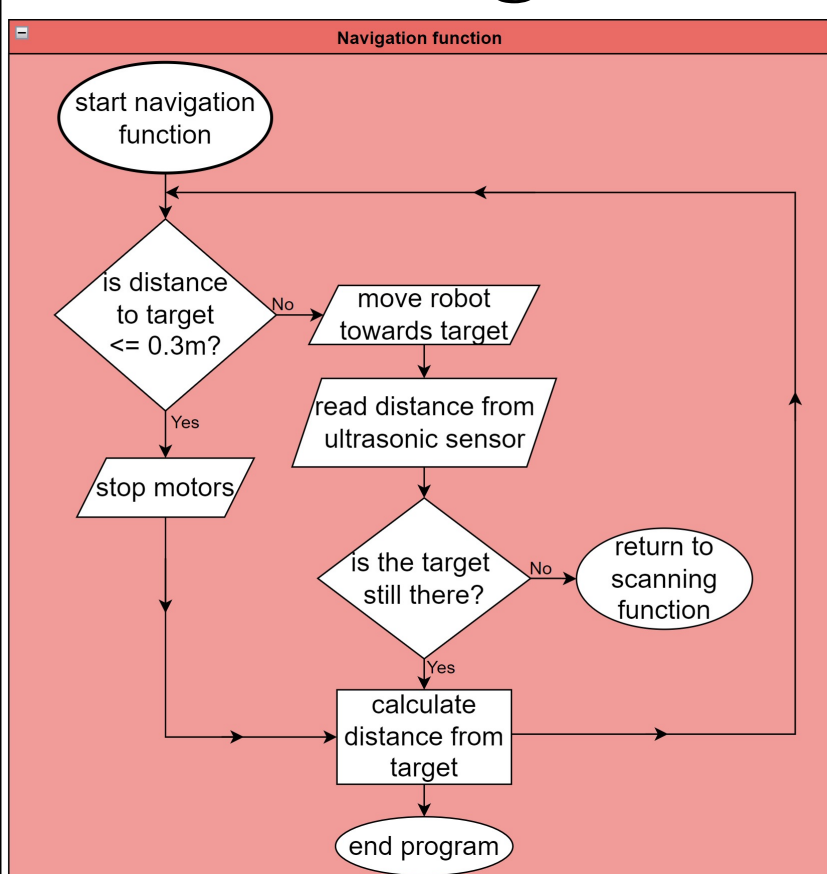 Navigation function
start navigation
function
is distance
to target
<= 0.3m?
No
move robot
towards target
Yes
read distance from
ultrasonic sensor
stop motors
is the target
still there?
No
return to
scanning
function
Yes
calculate
distance from
target
end program